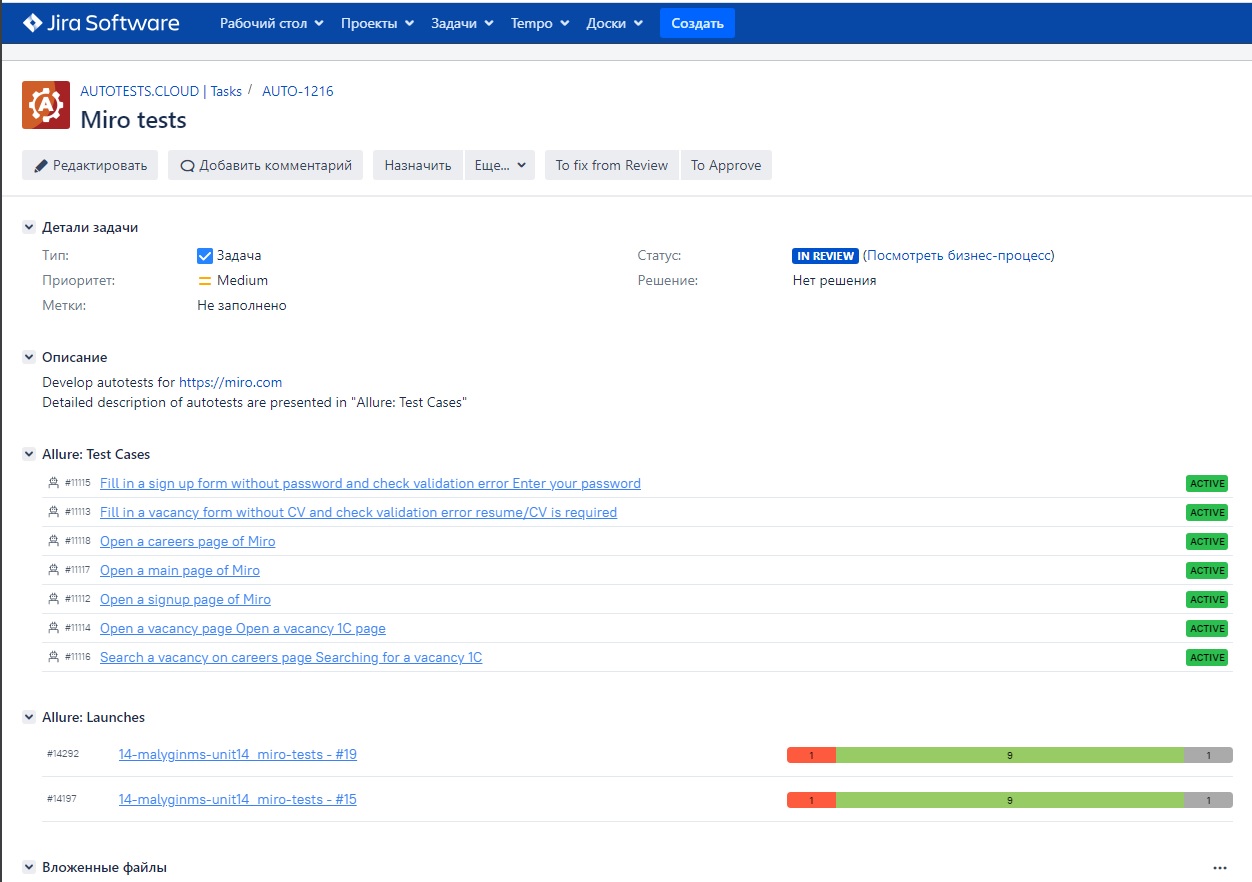 Jira Software Рабочий стол Проекты Задачи Tempo Доски Создать
AUTOTESTS.CLOUD | Tasks / AUTO-1216
Miro tests
Редактировать Добавить комментарий Назначить Еще... To fix from Review To Approve
Детали задачи
Тип: Задача Статус: IN REVIEW (Посмотреть бизнес-процесс)
Приоритет: Medium Решение: Нет решения
Метки: Не заполнено
Описание
Develop autotests for https://miro.com
Detailed description of autotests are presented in "Allure: Test Cases"
Allure: Test Cases
#11115 Fill in a sign up form without password and check validation error Enter your password ACTIVE
#11113 Fill in a vacancy form without CV and check validation error resume/CV is required ACTIVE
#11118 Open a careers page of Miro ACTIVE
#11117 Open a main page of Miro ACTIVE
#11112 Open a signup page of Miro ACTIVE
#11114 Open a vacancy page Open a vacancy 1C page ACTIVE
#11116 Search a vacancy on careers page Searching for a vacancy 1C ACTIVE
Allure: Launches
#14292 14-malyginms-unit14_miro-tests - #19 1 9 1
#14197 14-malyginms-unit14_miro-tests - #15 1 9 1
Вложенные файлы ...